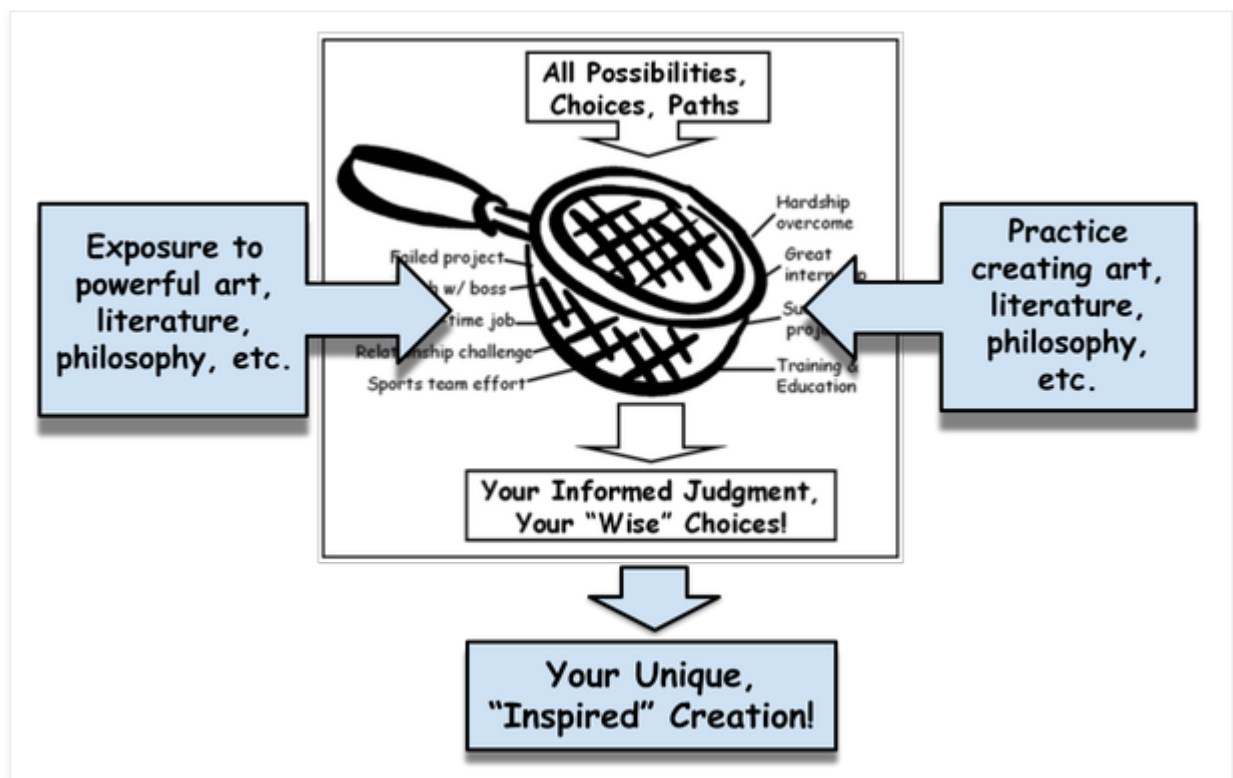 All Possibilities,
Choices, Paths
Exposure to
powerful art,
literature,
philosophy, etc.
Failed project
w/ boss
job
Relationship challenge
Sports team effort
Hardship
overcome
Great
Training &
Education
Practice
creating art,
literature,
philosophy,
etc.
Your Informed Judgment,
Your “Wise” Choices!
Your Unique,
“Inspired” Creation!